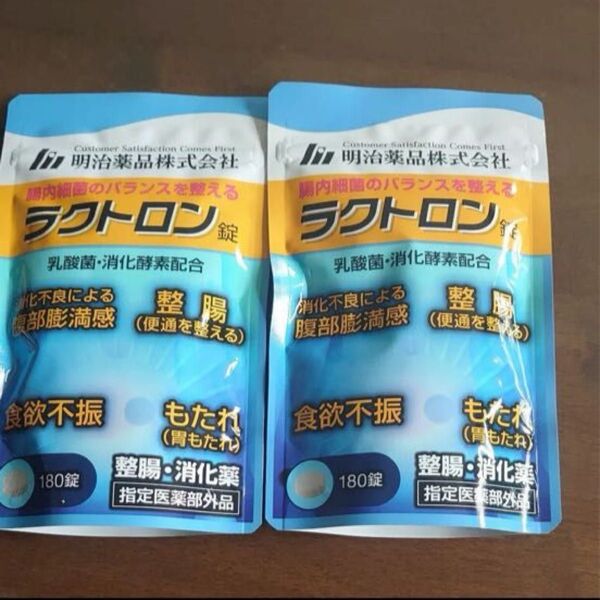 Customer Satisfaction Comes First
明治薬品株式会社
腸内細菌のバランスを整える
ラクトロン錠
乳酸菌・消化酵素配合
消化不良による
腹部膨満感
整腸
(便通を整える)
食欲不振
もたれ
(胃もたれ)
180錠
整腸・消化薬
指定医薬部外品
Customer Satisfaction Comes First
明治薬品株式会社
腸内細菌のバランスを整える
ラクトロン錠
乳酸菌・消化酵素配合
消化不良による
腹部膨満感
整腸
(便通を整える)
食欲不振
もたれ
(胃もたれ)
180錠
整腸・消化薬
指定医薬部外品